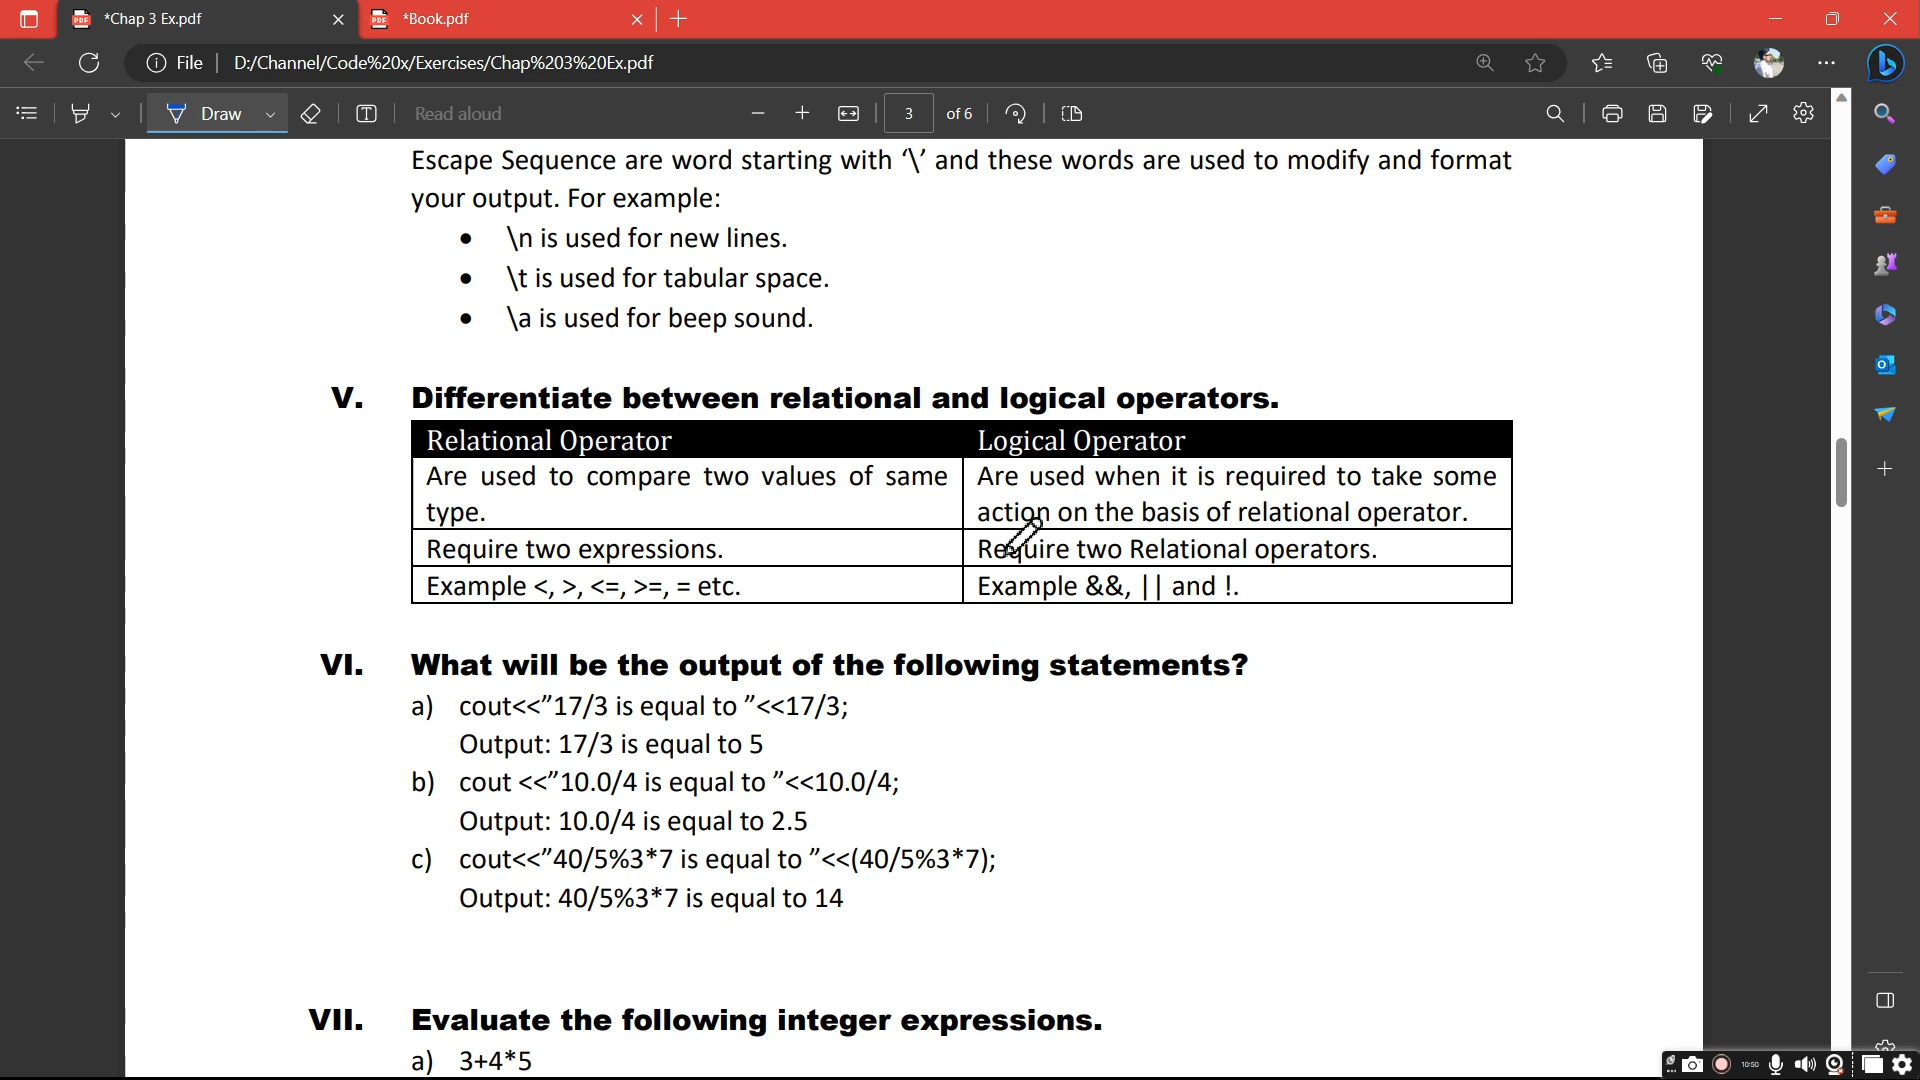 *Chap 3 Ex.pdf
*Book.pdf
File
D:/Channel/Code%20x/Exercises/Chap%203%20Ex.pdf
Draw
Read aloud
3 of 6
Escape Sequence are word starting with ‘\’ and these words are used to modify and format
your output. For example:
• \n is used for new lines.
• \t is used for tabular space.
• \a is used for beep sound.
V. Differentiate between relational and logical operators.
Relational Operator Logical Operator
Are used to compare two values of same Are used when it is required to take some
type. action on the basis of relational operator.
Require two expressions. Require two Relational operators.
Example <, >, <=, >=, = etc. Example &&, || and !.
VI. What will be the output of the following statements?
a) cout<<”17/3 is equal to ”<<17/3;
Output: 17/3 is equal to 5
b) cout <<”10.0/4 is equal to ”<<10.0/4;
Output: 10.0/4 is equal to 2.5
c) cout<<”40/5%3*7 is equal to ”<<(40/5%3*7);
Output: 40/5%3*7 is equal to 14
VII. Evaluate the following integer expressions.
a) 3+4*5
10:50